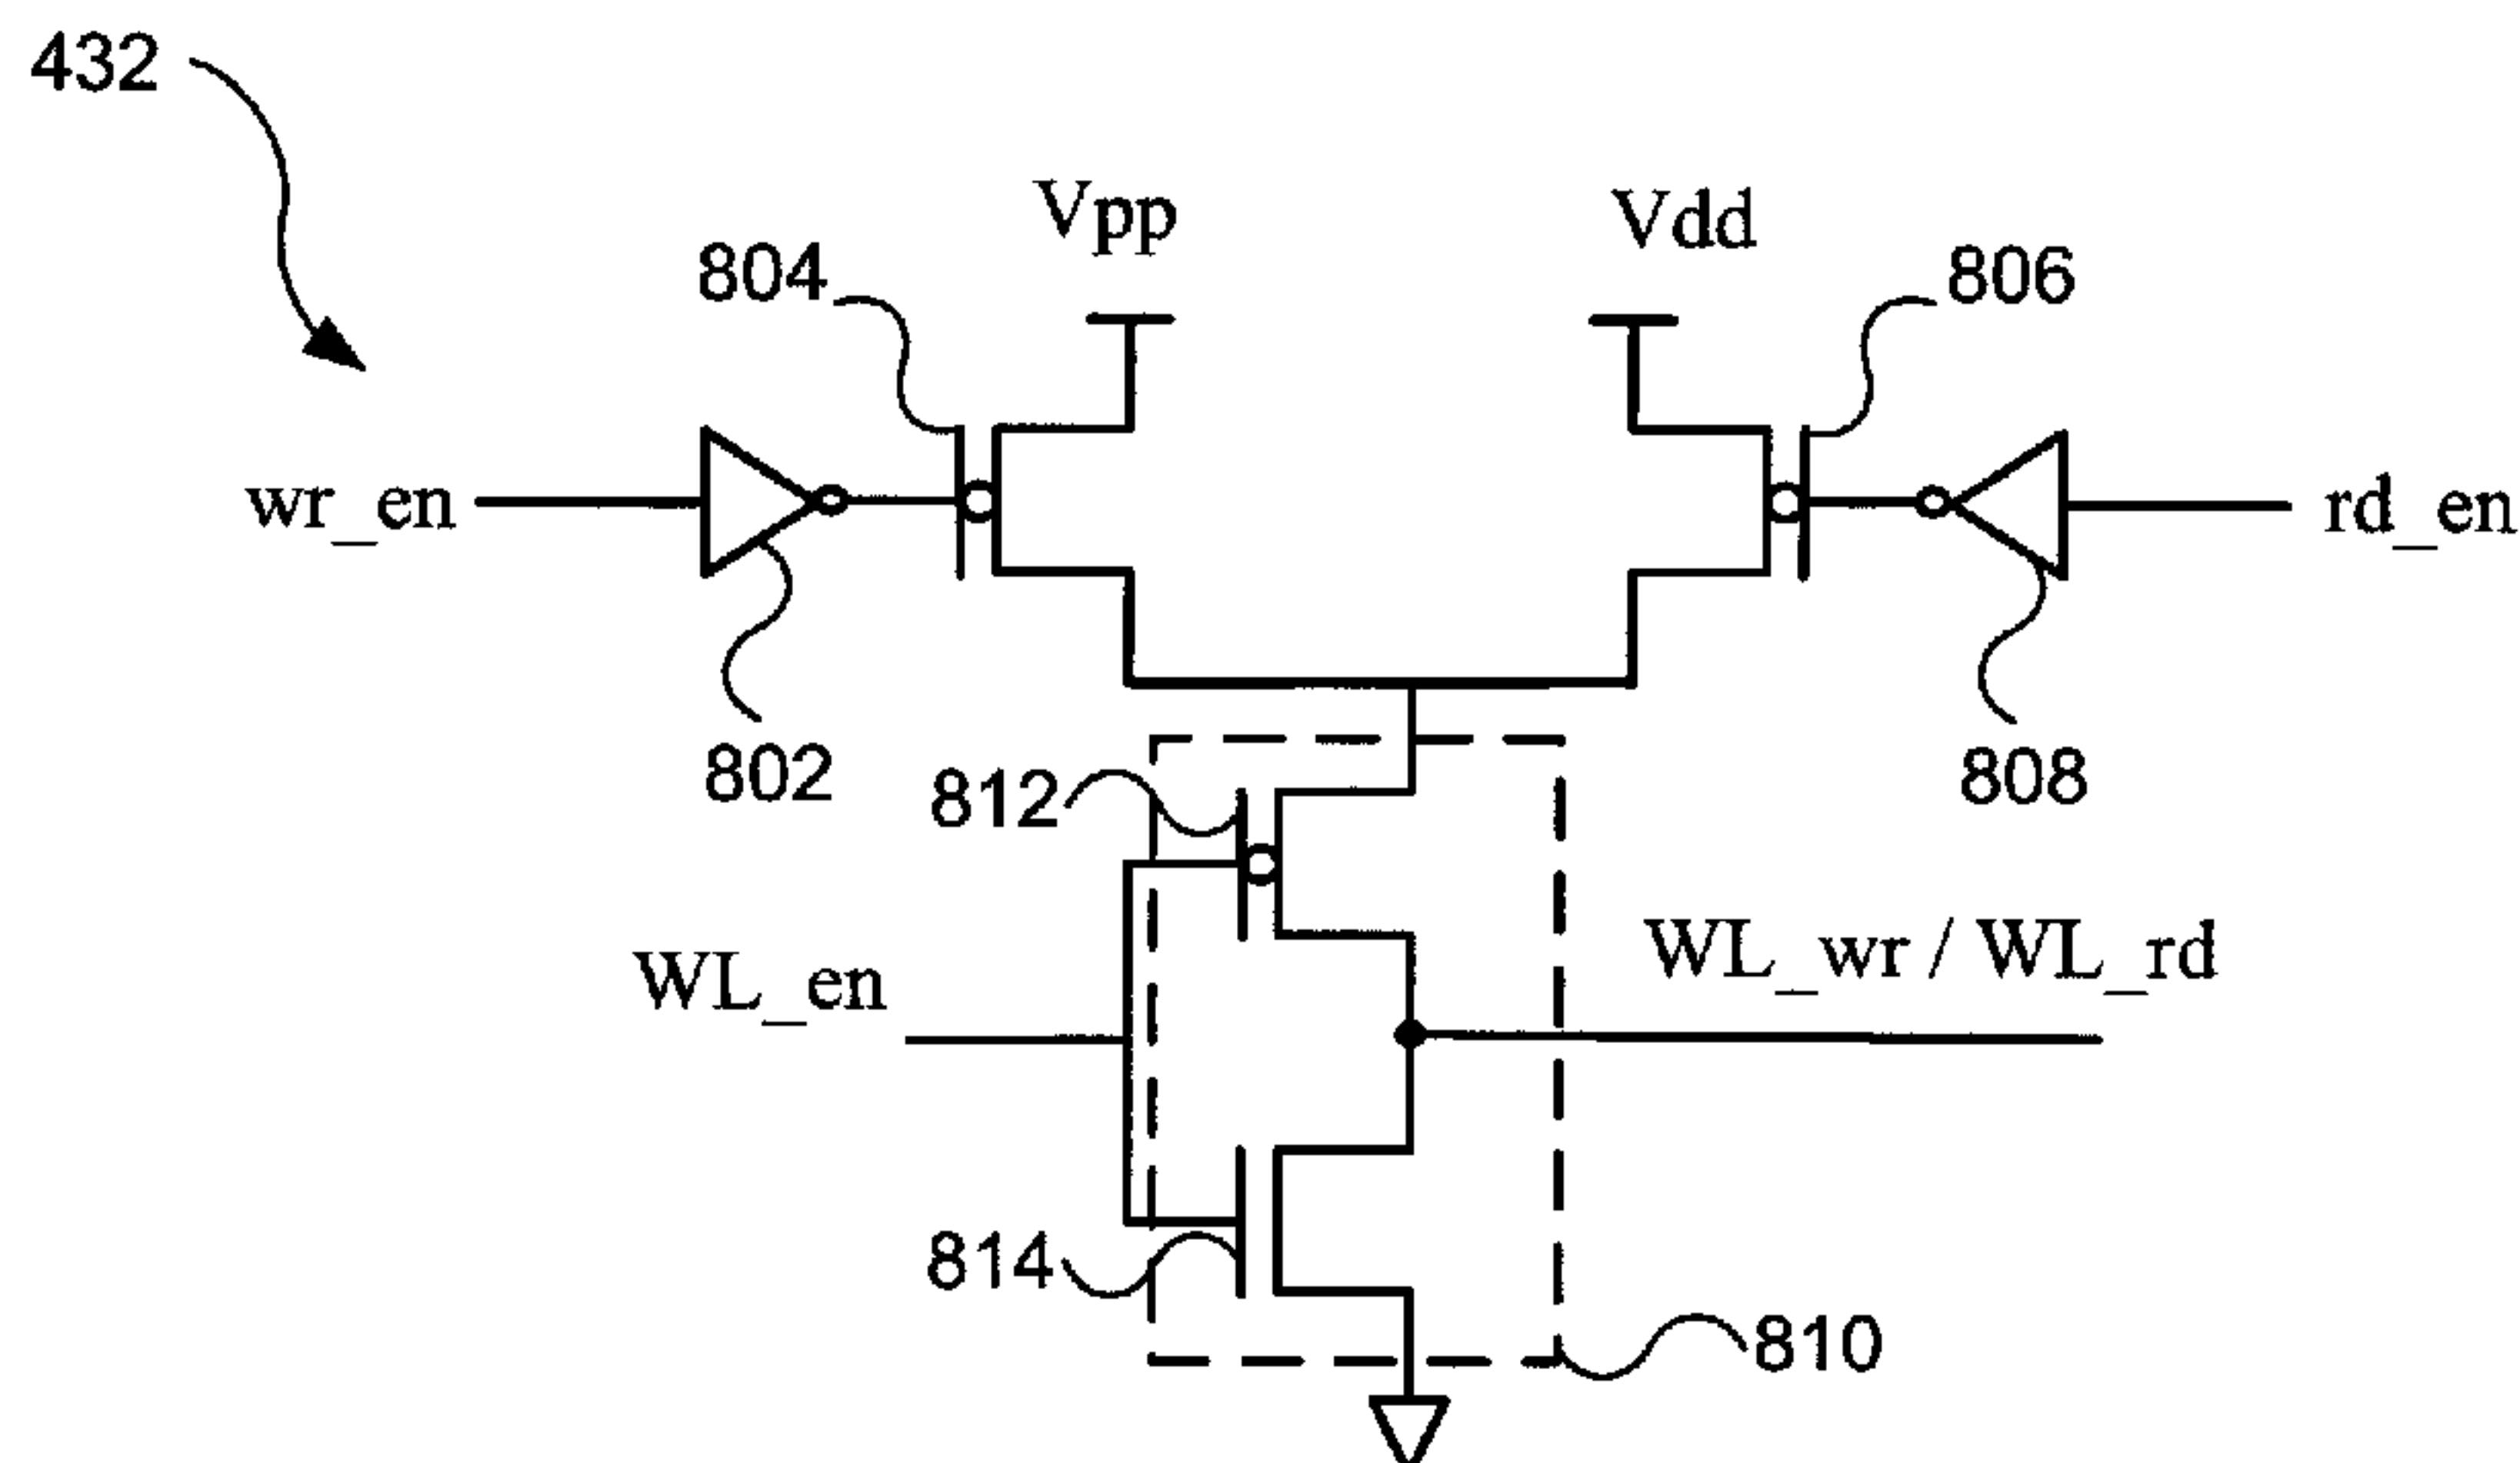 432
Vpp
Vdd
804
806
wr_en
rd_en
802
808
812
WL_en
WL_wr / WL_rd
814
810